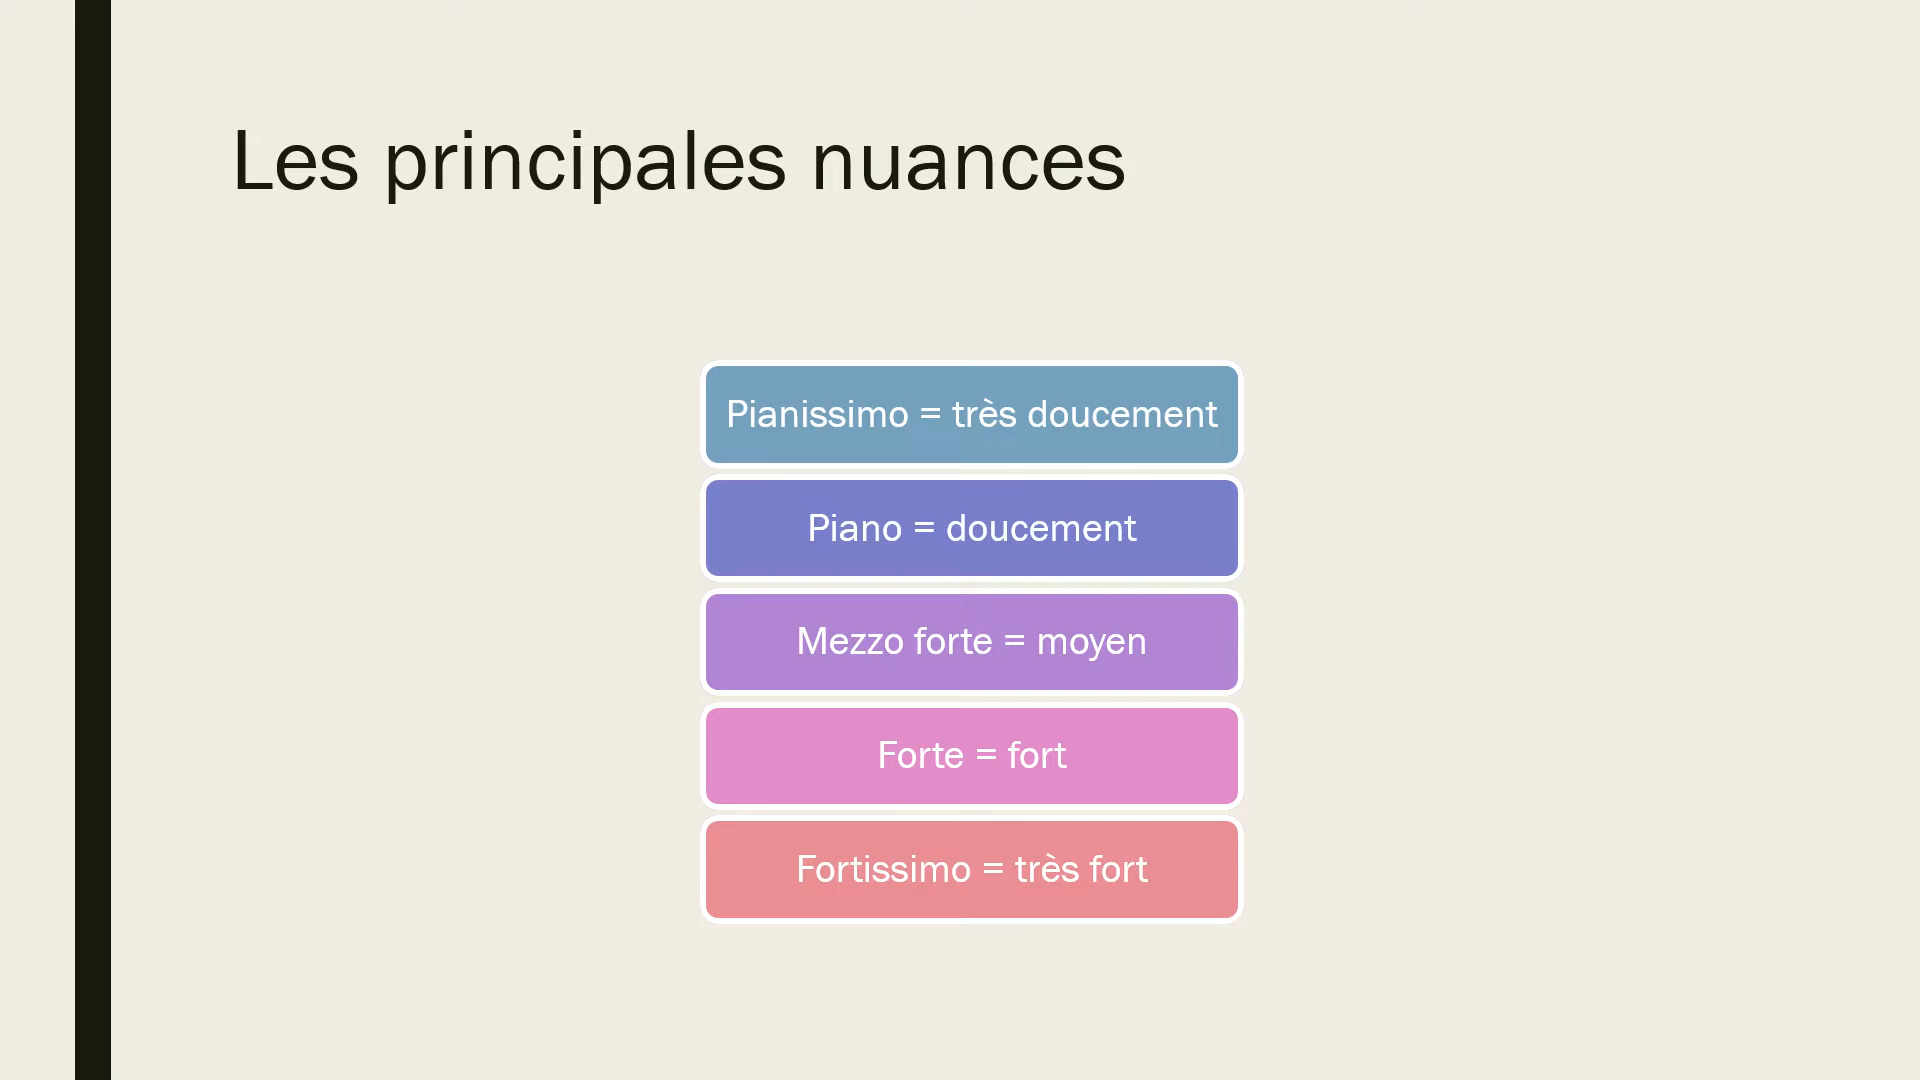 Les principales nuances
Pianissimo = très doucement
Piano = doucement
Mezzo forte = moyen
Forte = fort
Fortissimo = très fort